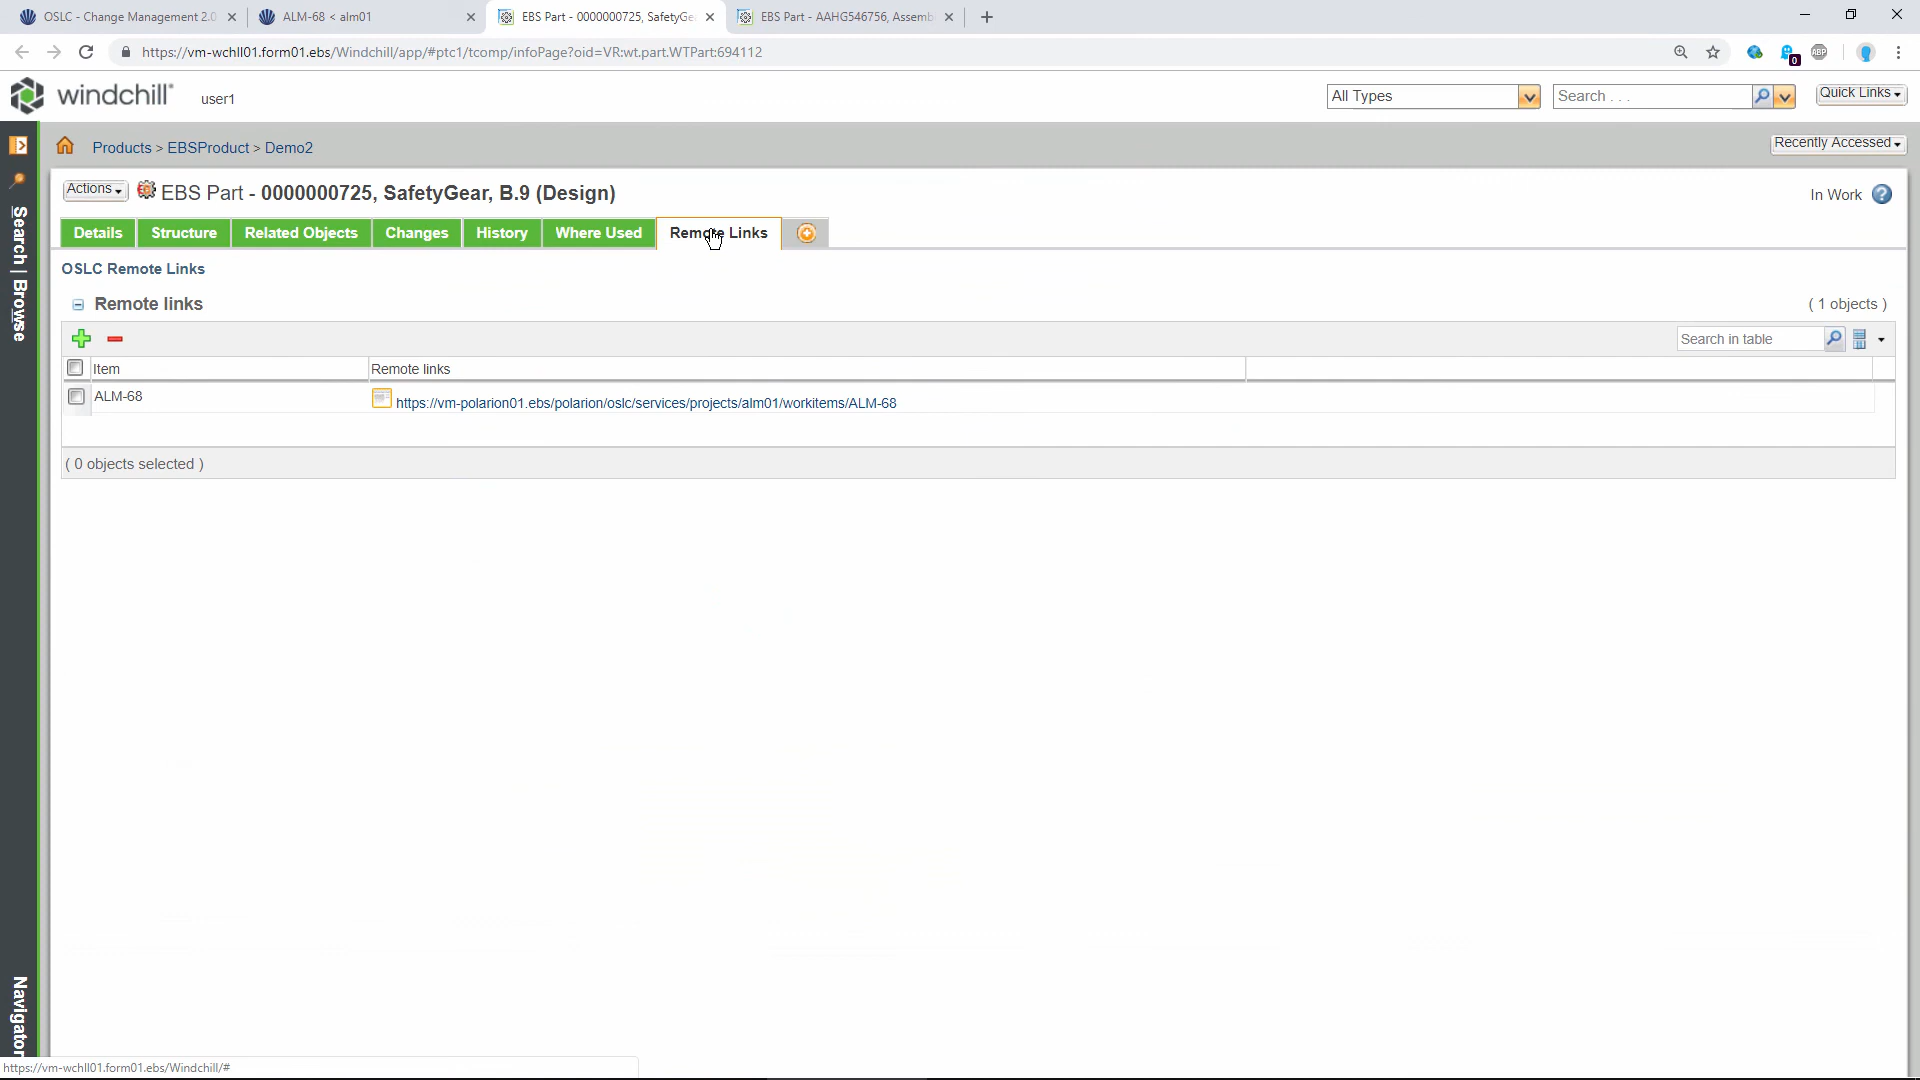 OSLC - Change Management 2.0
ALM-68 < alm01
EBS Part - 0000000725, SafetyGe
EBS Part - AAHG546756, Assemb
https://vm-wchll01.form01.ebs/Windchill/app/#ptc1/tcomp/infoPage?oid=VR:wt.part.WTPart:694112
0
ABP
windchill
user1
All Types
Search . . .
Quick Links
Products > EBSProduct > Demo2
Recently Accessed
Actions
EBS Part - 0000000725, SafetyGear, B.9 (Design)
In Work
Details
Structure
Related Objects
Changes
History
Where Used
Remote Links
Search | Browse
OSLC Remote Links
Remote links
( 1 objects )
Search in table
Item
Remote links
ALM-68
https://vm-polarion01.ebs/polarion/oslc/services/projects/alm01/workitems/ALM-68
( 0 objects selected )
Navigator
https://vm-wchll01.form01.ebs/Windchill/#